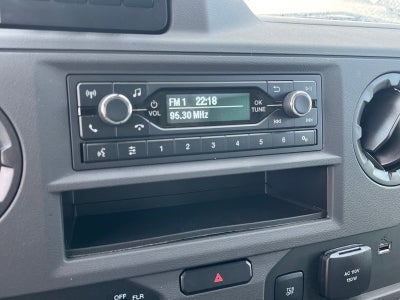 FM 1 22:18
95.30 MHz
VOL
OK
TUNE
1 2 3 4 5 6
AC 110V
150W
OFF FLR